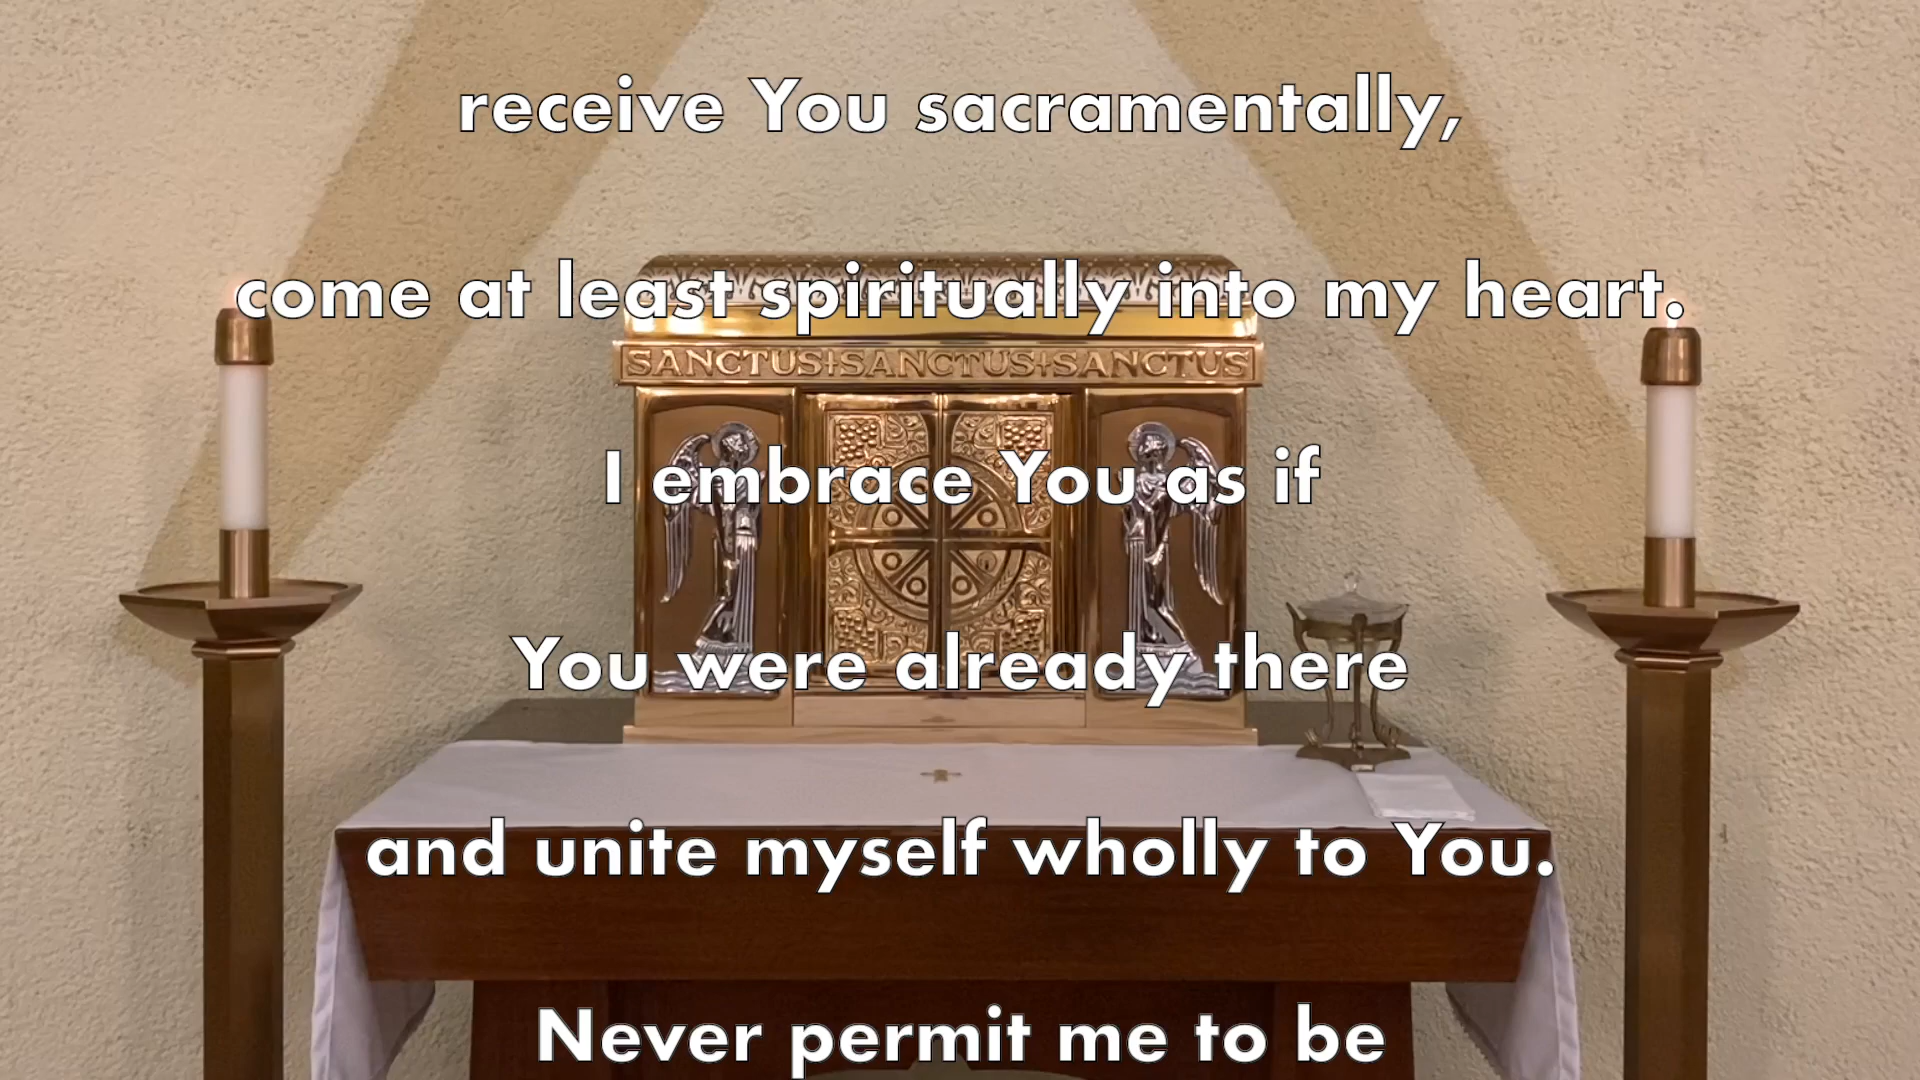 receive You sacramentally,
come at least spiritually into my heart.
SANCTUS+SANCTUS+SANCTUS
I embrace You as if
You were already there
and unite myself wholly to You.
Never permit me to be